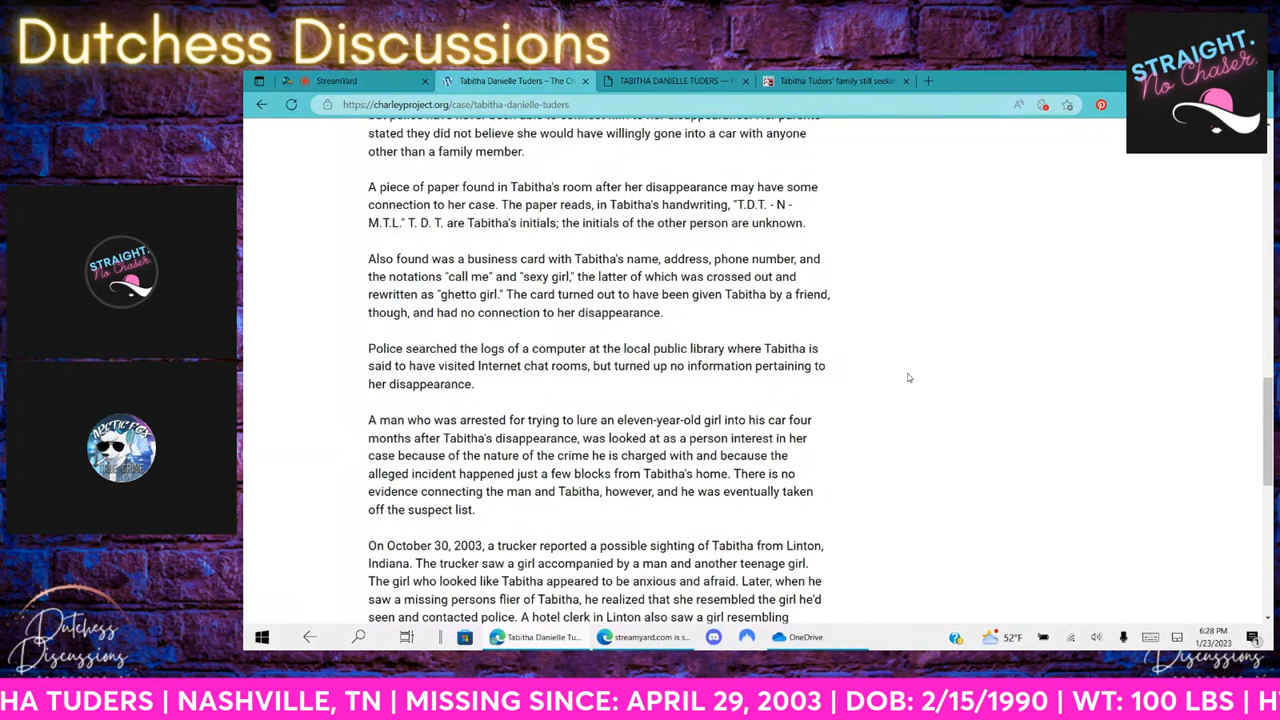 Dutchess Discussions
STRAIGHT.
No Chaser.
StreamYard
Tabitha Danielle Tuders – The Ch
TABITHA DANIELLE TUDERS — F
Tabitha Tuders' family still seekin
https://charleyproject.org/case/tabitha-danielle-tuders
stated they did not believe she would have willingly gone into a car with anyone
other than a family member.
A piece of paper found in Tabitha's room after her disappearance may have some
connection to her case. The paper reads, in Tabitha's handwriting, "T.D.T. - N -
M.T.L." T. D. T. are Tabitha's initials; the initials of the other person are unknown.
Also found was a business card with Tabitha's name, address, phone number, and
the notations "call me" and "sexy girl," the latter of which was crossed out and
rewritten as "ghetto girl." The card turned out to have been given Tabitha by a friend,
though, and had no connection to her disappearance.
Police searched the logs of a computer at the local public library where Tabitha is
said to have visited Internet chat rooms, but turned up no information pertaining to
her disappearance.
A man who was arrested for trying to lure an eleven-year-old girl into his car four
months after Tabitha's disappearance, was looked at as a person interest in her
case because of the nature of the crime he is charged with and because the
alleged incident happened just a few blocks from Tabitha's home. There is no
evidence connecting the man and Tabitha, however, and he was eventually taken
off the suspect list.
On October 30, 2003, a trucker reported a possible sighting of Tabitha from Linton,
Indiana. The trucker saw a girl accompanied by a man and another teenage girl.
The girl who looked like Tabitha appeared to be anxious and afraid. Later, when he
saw a missing persons flier of Tabitha, he realized that she resembled the girl he'd
seen and contacted police. A hotel clerk in Linton also saw a girl resembling
STRAIGHT.
No Chaser
ARCTIC FOX
TRUE CRIME
Tabitha Danielle Tu...
streamyard.com is s...
OneDrive
52°F
6:28 PM
1/23/2023
Dutchess
Discussions
Discussions
HA TUDERS | NASHVILLE, TN | MISSING SINCE: APRIL 29, 2003 | DOB: 2/15/1990 | WT: 100 LBS | H